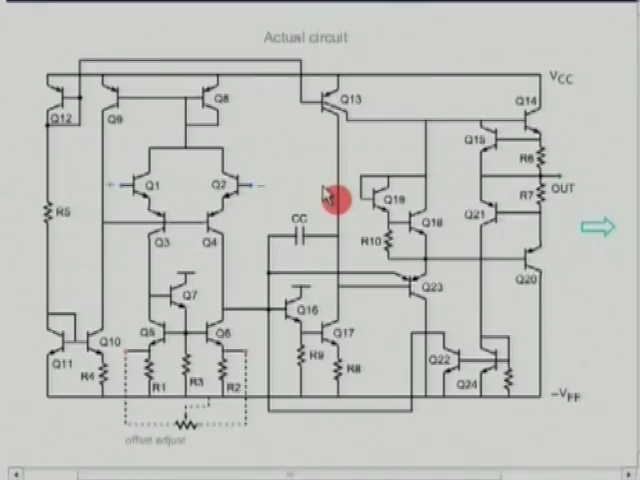 Actual circuit
VCC
Q12
Q9
Q8
Q13
Q14
Q15
R6
+
Q1
Q2
−
Q19
R7
OUT
R5
Q3
Q4
CC
R10
Q18
Q21
Q7
Q16
Q23
Q20
Q5
Q6
Q17
Q11
Q10
R4
R1
R3
R2
R9
R8
Q22
Q24
−VEE
offset adjust